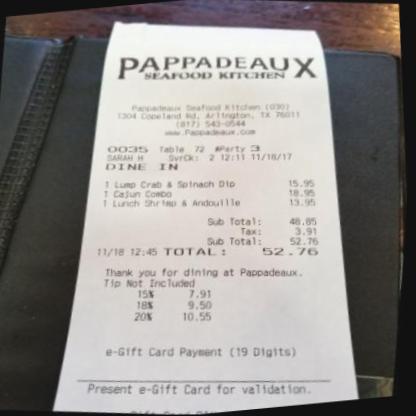 PAPPADEAUX
SEAFOOD KITCHEN
Pappadeaux Seafood Kitchen (030)
1304 Copeland Rd, Arlington, TX 76011
(817) 543-0544
www.Pappadeaux.com
0035 Table 72 #Party 3
SARAH H SvrCk: 2 12:11 11/18/17
DINE IN
1 Lump Crab & Spinach Dip 15.95
1 Cajun Combo 18.95
1 Lunch Shrimp & Andouille 13.95
Sub Total: 48.85
Tax: 3.91
Sub Total: 52.76
11/18 12:45 TOTAL: 52.76
Thank you for dining at Pappadeaux.
Tip Not Included
15% 7.91
18% 9.50
20% 10.55
e-Gift Card Payment (19 Digits)
Present e-Gift Card for validation.